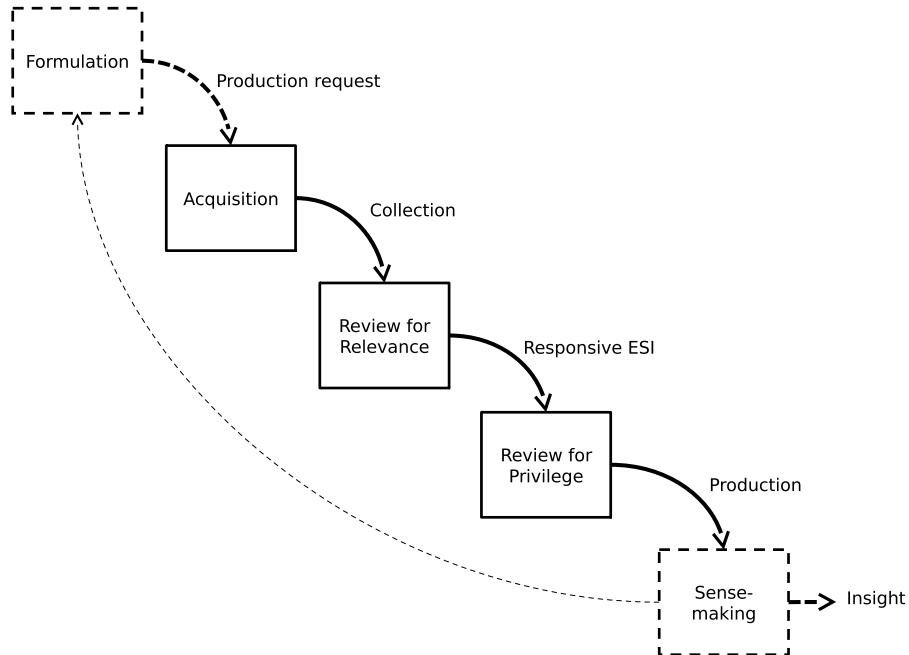 Formulation
Production request
Acquisition
Collection
Review for
Relevance
Responsive ESI
Review for
Privilege
Production
Sense-
making
Insight